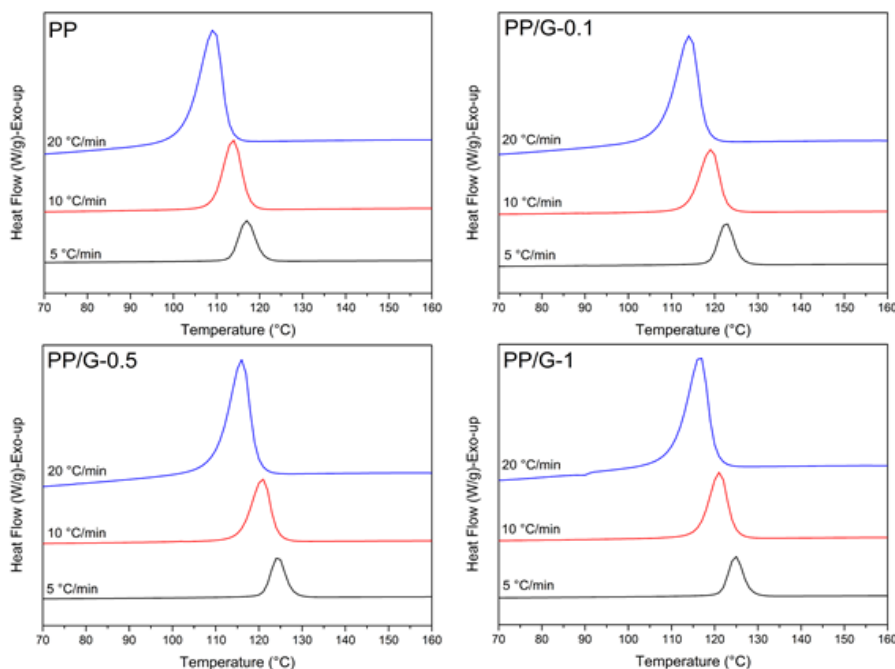 PP
Heat Flow (W/g)-Exo-up
20 °C/min
10 °C/min
5 °C/min
70 80 90 100 110 120 130 140 150 160
Temperature (°C)
PP/G-0.1
Heat Flow (W/g)-Exo-up
20 °C/min
10 °C/min
5 °C/min
70 80 90 100 110 120 130 140 150 160
Temperature (°C)
PP/G-0.5
Heat Flow (W/g)-Exo-up
20 °C/min
10 °C/min
5 °C/min
70 80 90 100 110 120 130 140 150 160
Temperature (°C)
PP/G-1
Heat Flow (W/g)-Exo-up
20 °C/min
10 °C/min
5 °C/min
70 80 90 100 110 120 130 140 150 160
Temperature (°C)